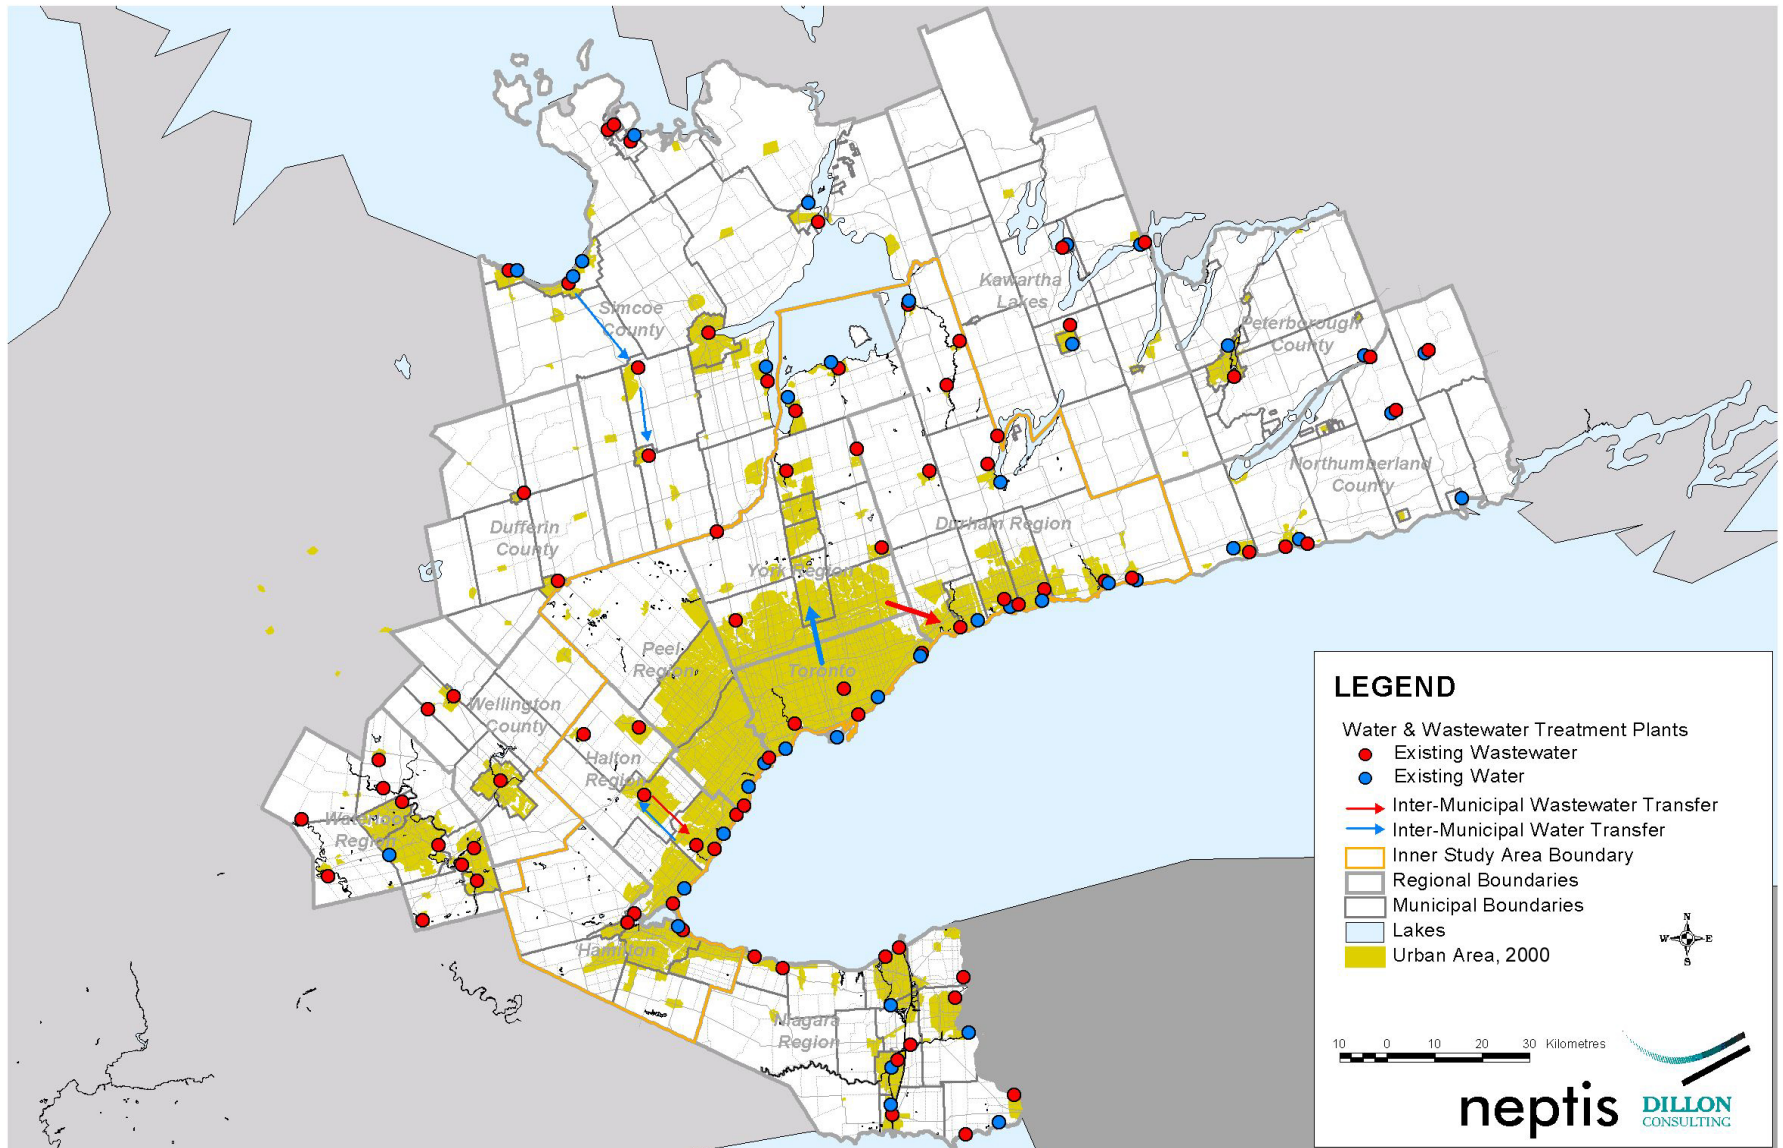 Simcoe
County
Kawartha
Lakes
Peterborough
County
Northumberland
County
Dufferin
County
Durham Region
York Region
Peel
Region
Toronto
Wellington
County
Halton
Region
Waterloo
Region
Hamilton
Niagara
Region
LEGEND
Water & Wastewater Treatment Plants
Existing Wastewater
Existing Water
Inter-Municipal Wastewater Transfer
Inter-Municipal Water Transfer
Inner Study Area Boundary
Regional Boundaries
Municipal Boundaries
Lakes
Urban Area, 2000
N
W E
S
10 0 10 20 30 Kilometres
neptis
DILLON
CONSULTING